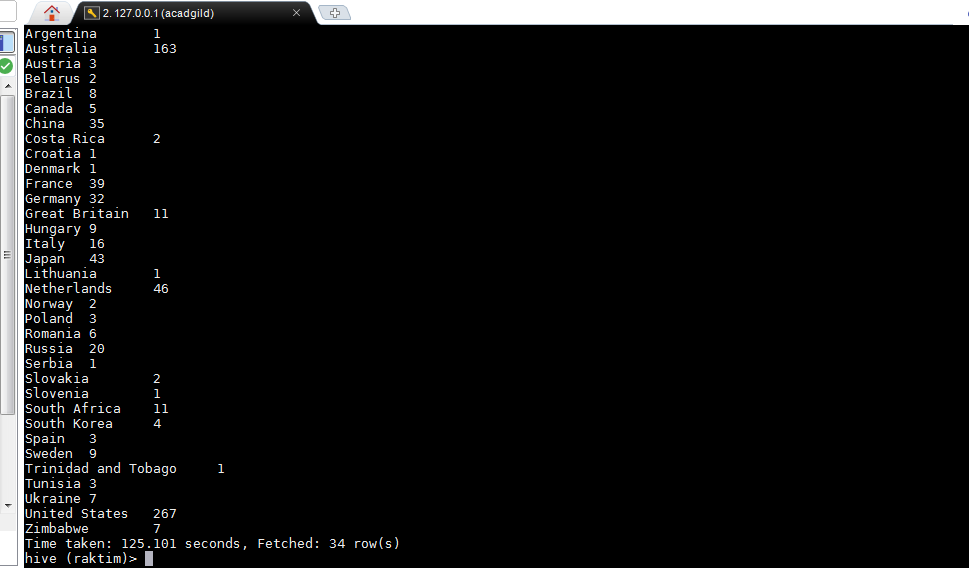 2. 127.0.0.1 (acadgild)
Argentina 1
Australia 163
Austria 3
Belarus 2
Brazil 8
Canada 5
China 35
Costa Rica 2
Croatia 1
Denmark 1
France 39
Germany 32
Great Britain 11
Hungary 9
Italy 16
Japan 43
Lithuania 1
Netherlands 46
Norway 2
Poland 3
Romania 6
Russia 20
Serbia 1
Slovakia 2
Slovenia 1
South Africa 11
South Korea 4
Spain 3
Sweden 9
Trinidad and Tobago 1
Tunisia 3
Ukraine 7
United States 267
Zimbabwe 7
Time taken: 125.101 seconds, Fetched: 34 row(s)
hive (raktim)>